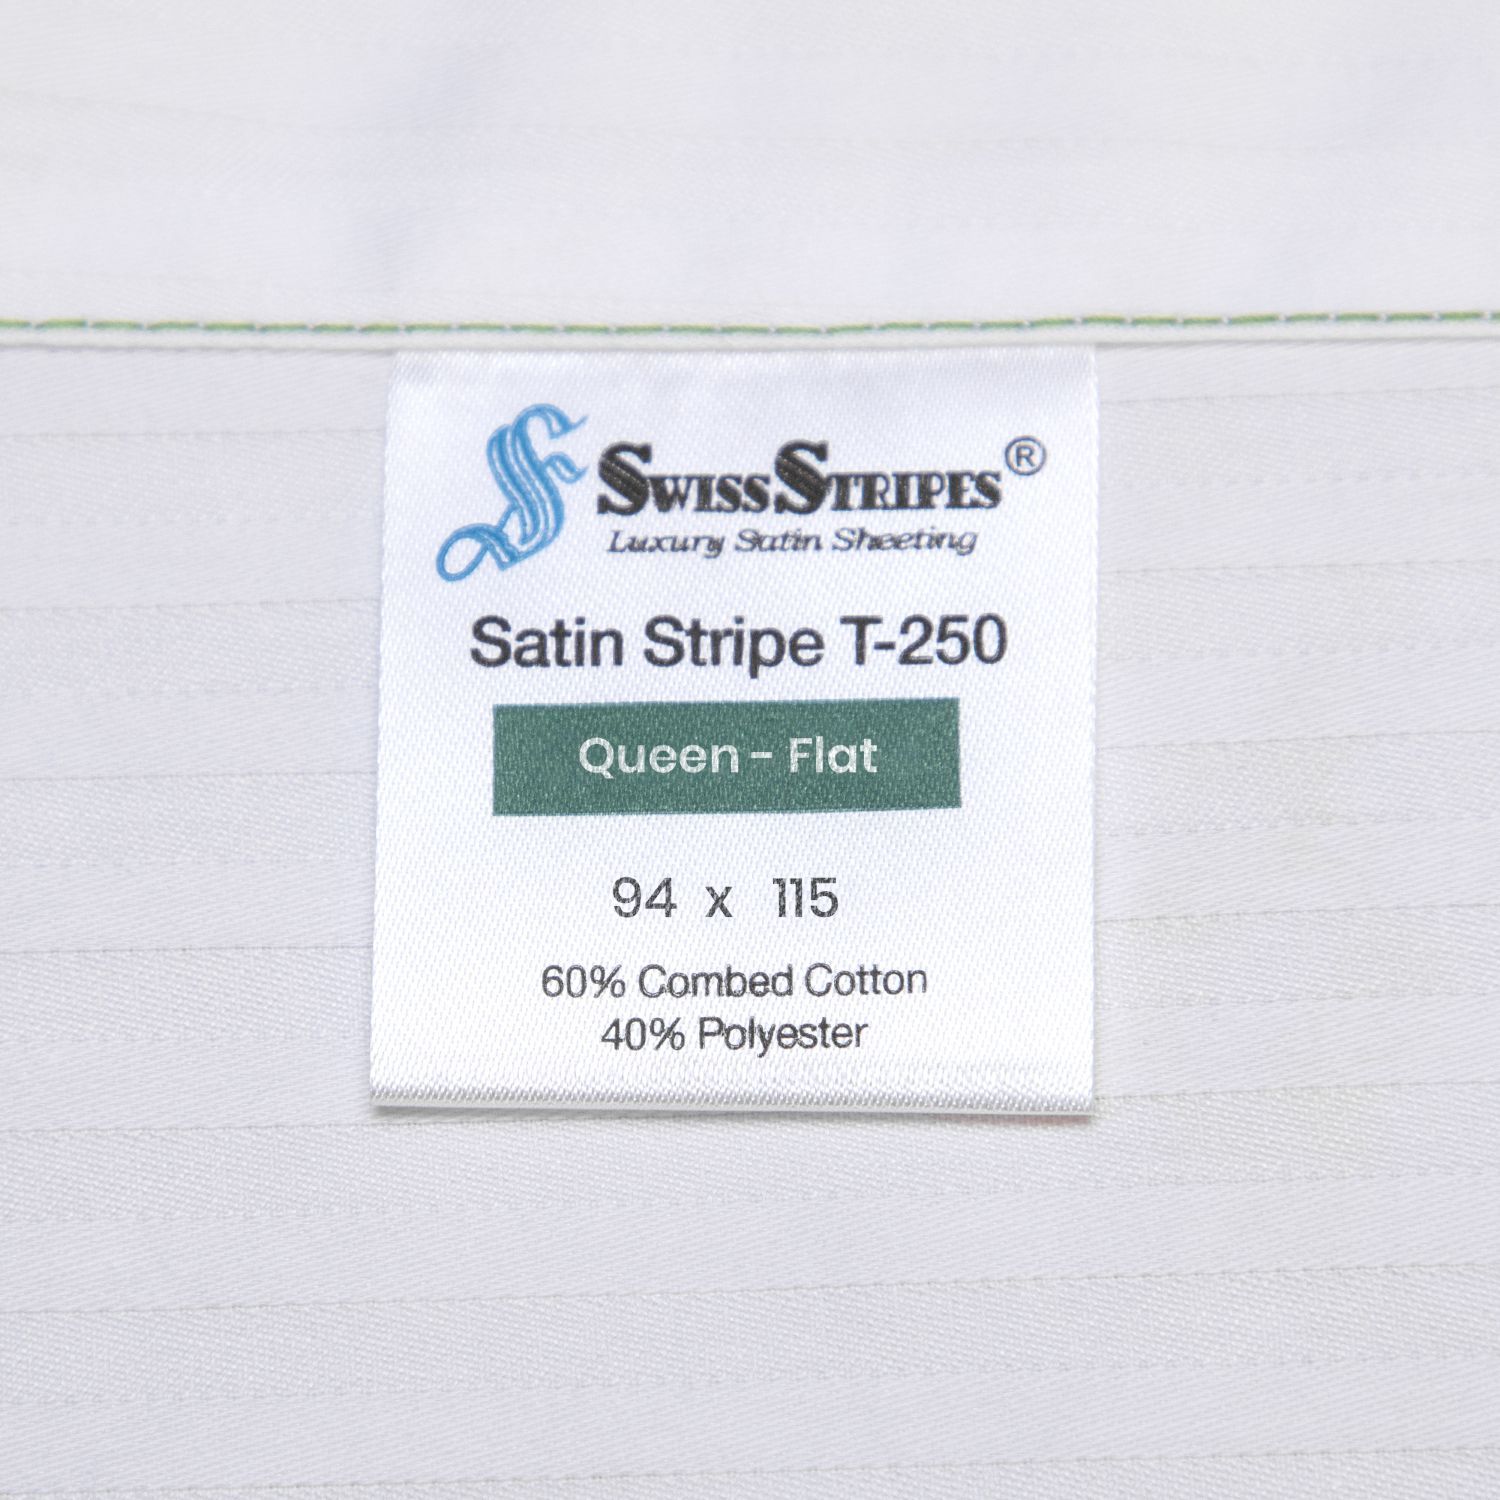 SWISSSTRIPES®
Luxury Satin Sheeting
Satin Stripe T-250
Queen - Flat
94 x 115
60% Combed Cotton
40% Polyester